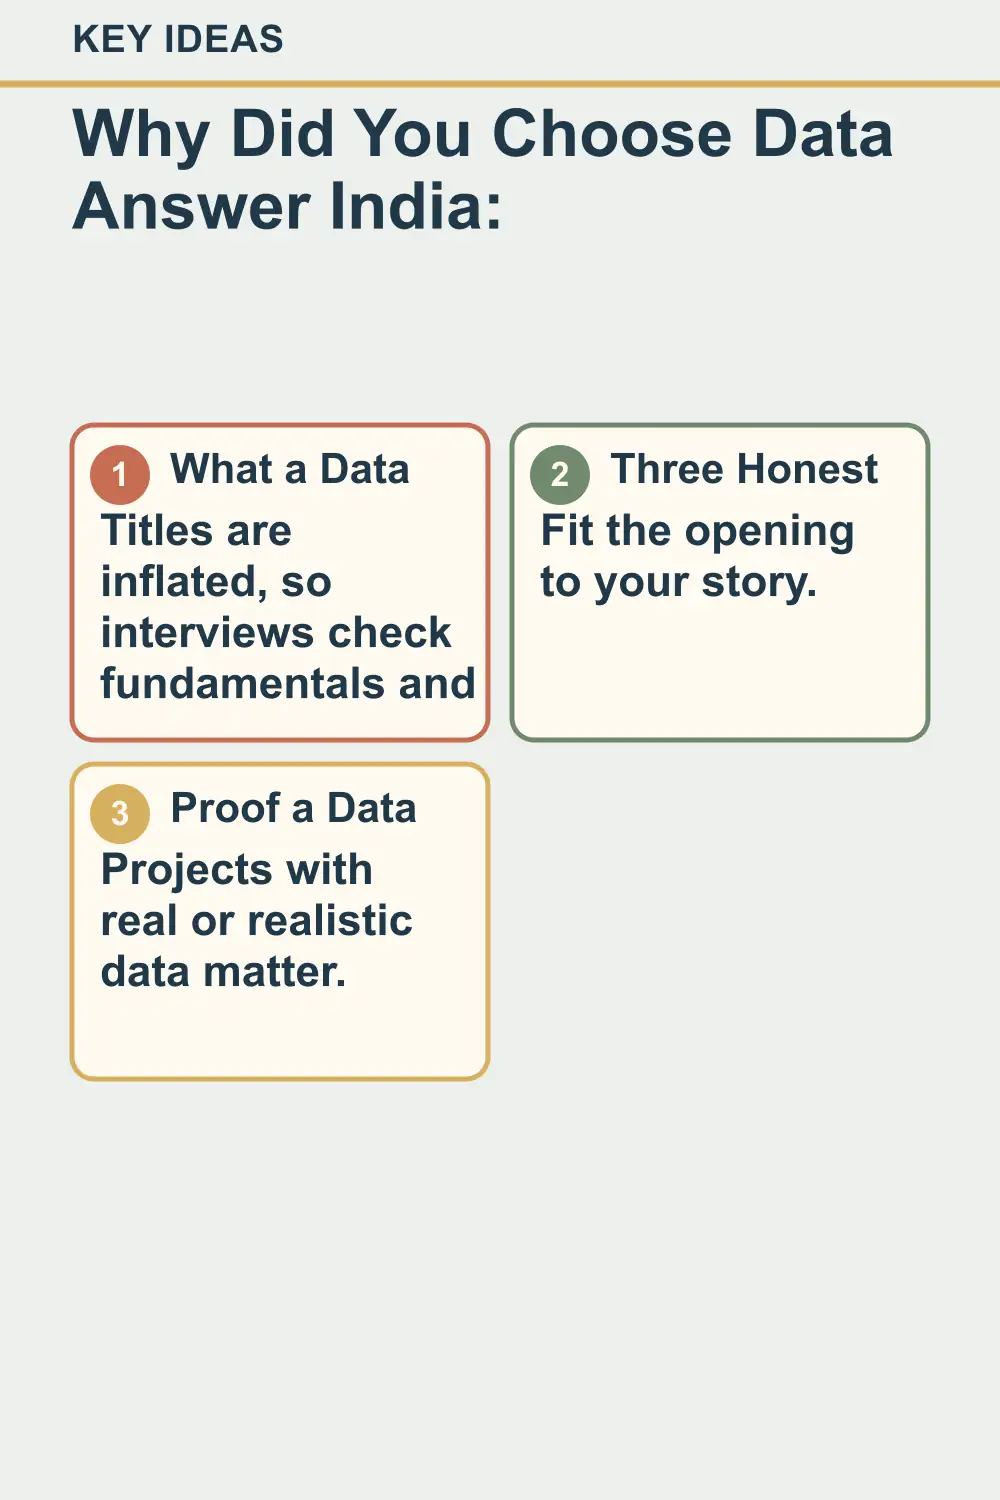 KEY IDEAS
Why Did You Choose Data
Answer India:
1 What a Data
Titles are
inflated, so
interviews check
fundamentals and
2 Three Honest
Fit the opening
to your story.
3 Proof a Data
Projects with
real or realistic
data matter.